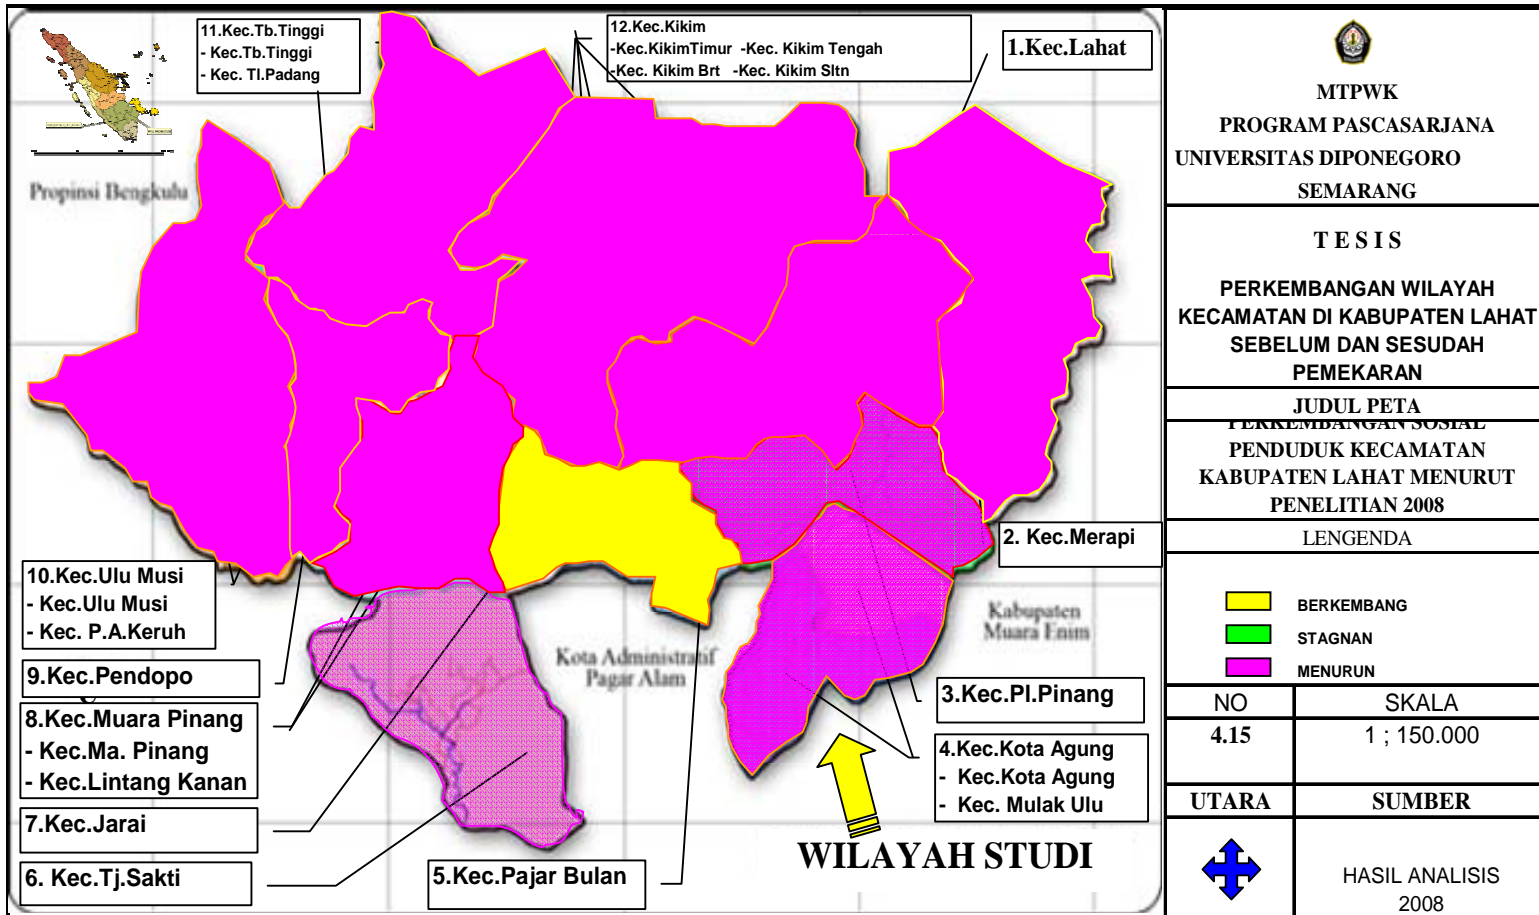 11.Kec.Tb.Tinggi
- Kec.Tb.Tinggi
- Kec. Tl.Padang
12.Kec.Kikim
-Kec.KikimTimur -Kec. Kikim Tengah
-Kec. Kikim Brt -Kec. Kikim Sltn
1.Kec.Lahat
Propinsi Bengkulu
2. Kec.Merapi
10.Kec.Ulu Musi
- Kec.Ulu Musi
- Kec. P.A.Keruh
Kabupaten
Muara Enim
Kota Administratif
Pagar Alam
9.Kec.Pendopo
3.Kec.Pl.Pinang
8.Kec.Muara Pinang
- Kec.Ma. Pinang
- Kec.Lintang Kanan
4.Kec.Kota Agung
- Kec.Kota Agung
- Kec. Mulak Ulu
7.Kec.Jarai
WILAYAH STUDI
6. Kec.Tj.Sakti
5.Kec.Pajar Bulan
MTPWK
PROGRAM PASCASARJANA
UNIVERSITAS DIPONEGORO
SEMARANG
T E S I S
PERKEMBANGAN WILAYAH
KECAMATAN DI KABUPATEN LAHAT
SEBELUM DAN SESUDAH
PEMEKARAN
JUDUL PETA
PERKEMBANGAN SOSIAL
PENDUDUK KECAMATAN
KABUPATEN LAHAT MENURUT
PENELITIAN 2008
LENGENDA
BERKEMBANG
STAGNAN
MENURUN
NO SKALA
4.15 1 ; 150.000
UTARA SUMBER
HASIL ANALISIS
2008